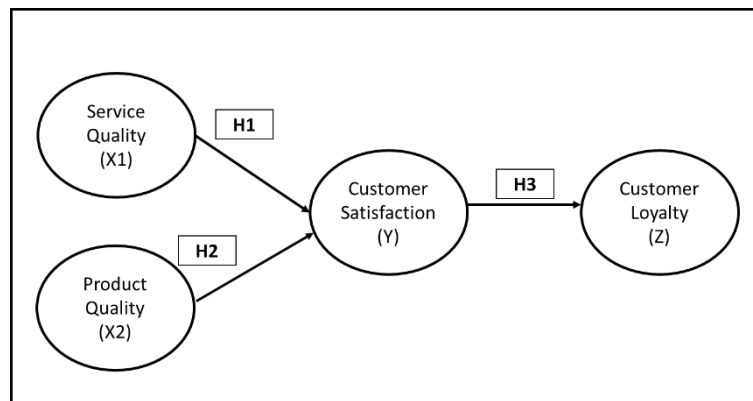 Service
Quality
(X1)
H1
Product
Quality
(X2)
H2
Customer
Satisfaction
(Y)
H3
Customer
Loyalty
(Z)